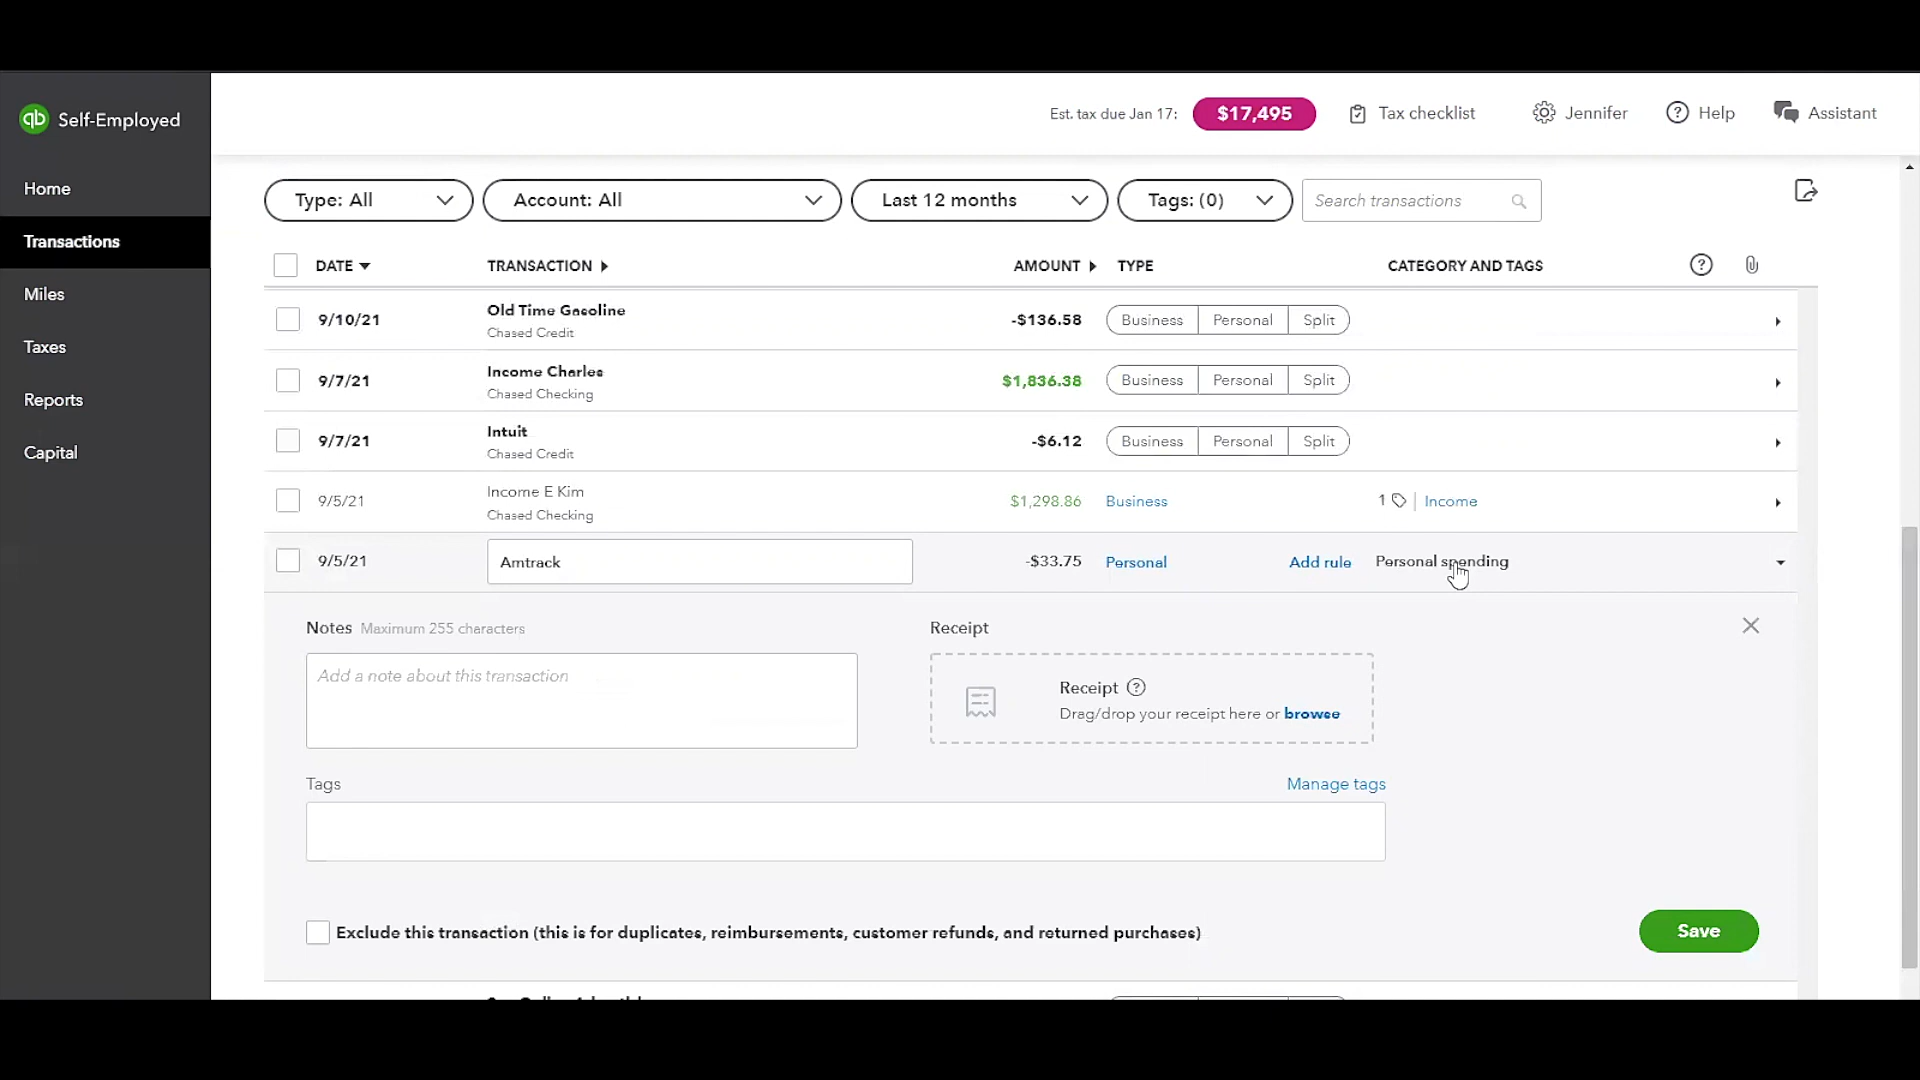 qb Self-Employed
Est. tax due Jan 17: $17,495 Tax checklist Jennifer Help Assistant
Home
Transactions
Miles
Taxes
Reports
Capital
Type: All Account: All Last 12 months Tags: (0) Search transactions
DATE TRANSACTION AMOUNT TYPE CATEGORY AND TAGS ?
9/10/21 Old Time Gasoline -$136.58 Business Personal Split
Chased Credit
9/7/21 Income Charles $1,836.38 Business Personal Split
Chased Checking
9/7/21 Intuit -$6.12 Business Personal Split
Chased Credit
9/5/21 Income E Kim $1,298.86 Business 1 Income
Chased Checking
9/5/21 Amtrack -$33.75 Personal Add rule Personal spending
Notes Maximum 255 characters
Add a note about this transaction
Receipt
Receipt ?
Drag/drop your receipt here or browse
Tags Manage tags
Exclude this transaction (this is for duplicates, reimbursements, customer refunds, and returned purchases)
Save